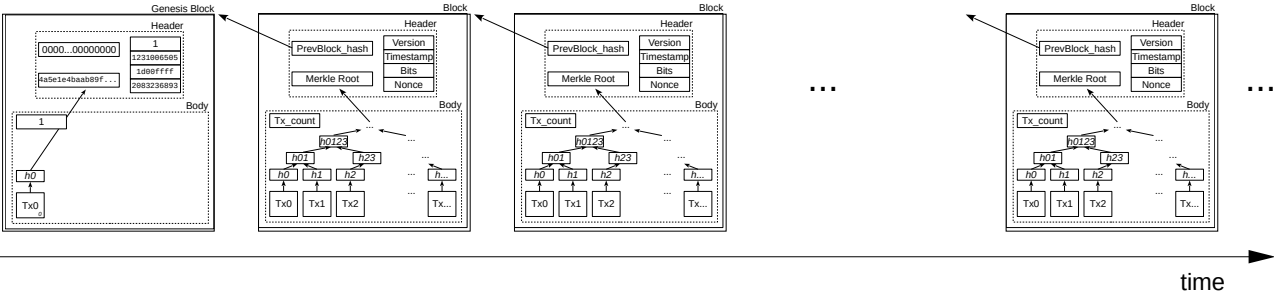 Genesis Block
Header
0000...00000000
1
1231006505
4a5e1e4baab89f...
1d00ffff
2083236893
Body
1
h0
Tx0
0
Block
Header
PrevBlock_hash
Version
Timestamp
Merkle Root
Bits
Nonce
Body
Tx_count
...
h0123
...
h01
h23
...
h0
h1
h2
...
h...
...
Tx0
Tx1
Tx2
Tx...
Block
Header
PrevBlock_hash
Version
Timestamp
Merkle Root
Bits
Nonce
Body
Tx_count
...
h0123
...
h01
h23
...
h0
h1
h2
...
h...
...
Tx0
Tx1
Tx2
Tx...
...
Block
Header
PrevBlock_hash
Version
Timestamp
Merkle Root
Bits
Nonce
Body
Tx_count
...
h0123
...
h01
h23
...
h0
h1
h2
...
h...
...
Tx0
Tx1
Tx2
Tx...
...
time